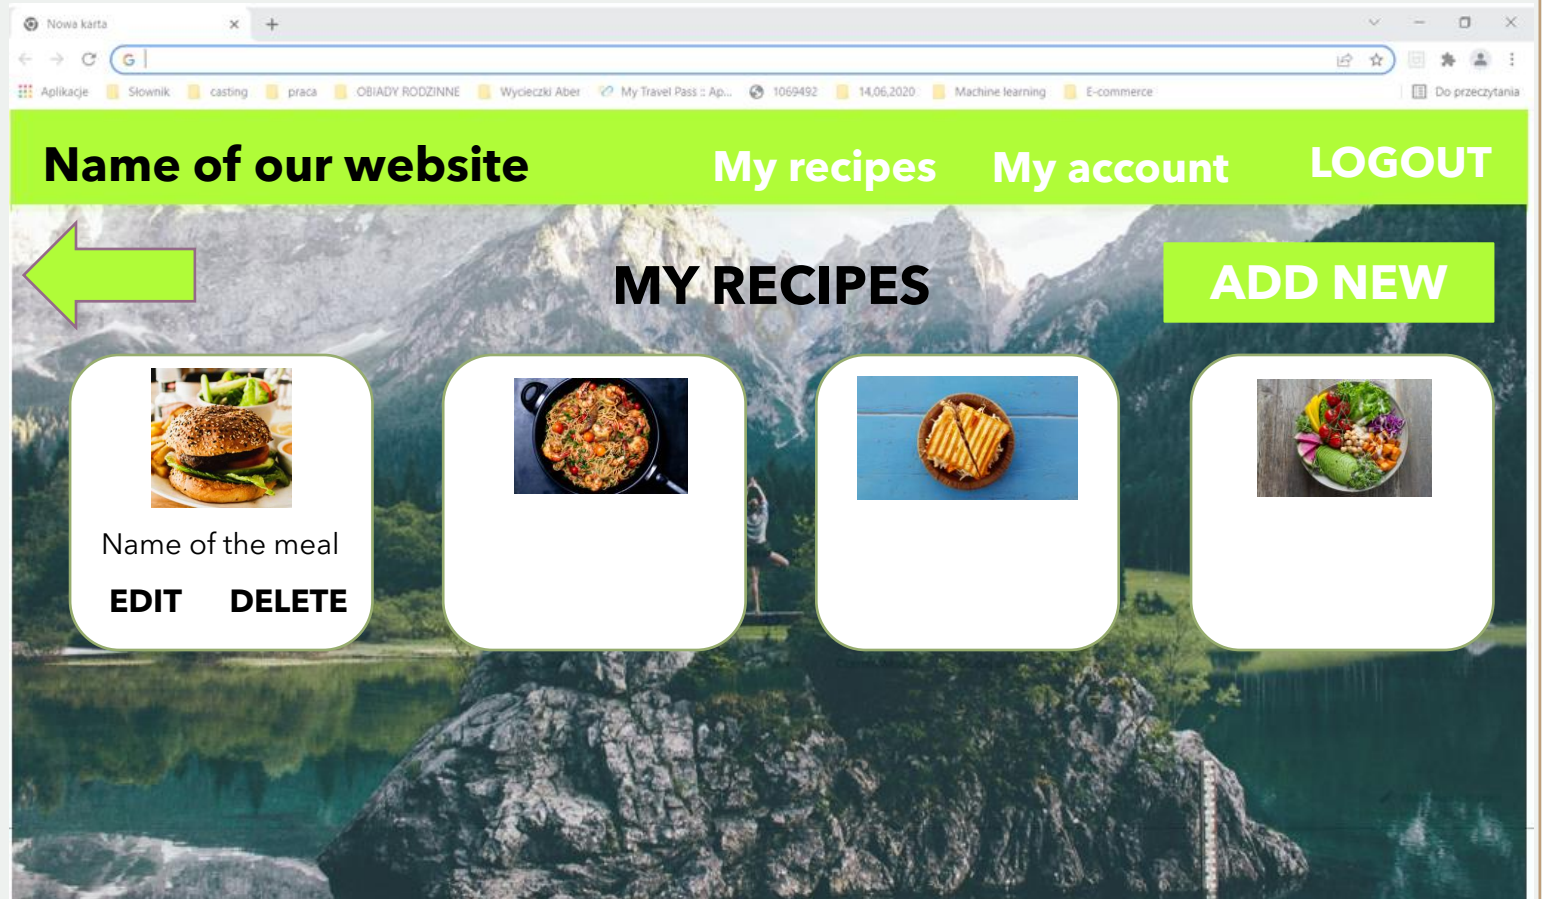 Nowa karta
G
Aplikacje Słownik casting praca OBIADY RODZINNE Wycieczki Aber My Travel Pass :: Ap... 1069492 14,06,2020 Machine learning E-commerce Do przeczytania
Name of our website My recipes My account LOGOUT
MY RECIPES ADD NEW
Name of the meal
EDIT DELETE